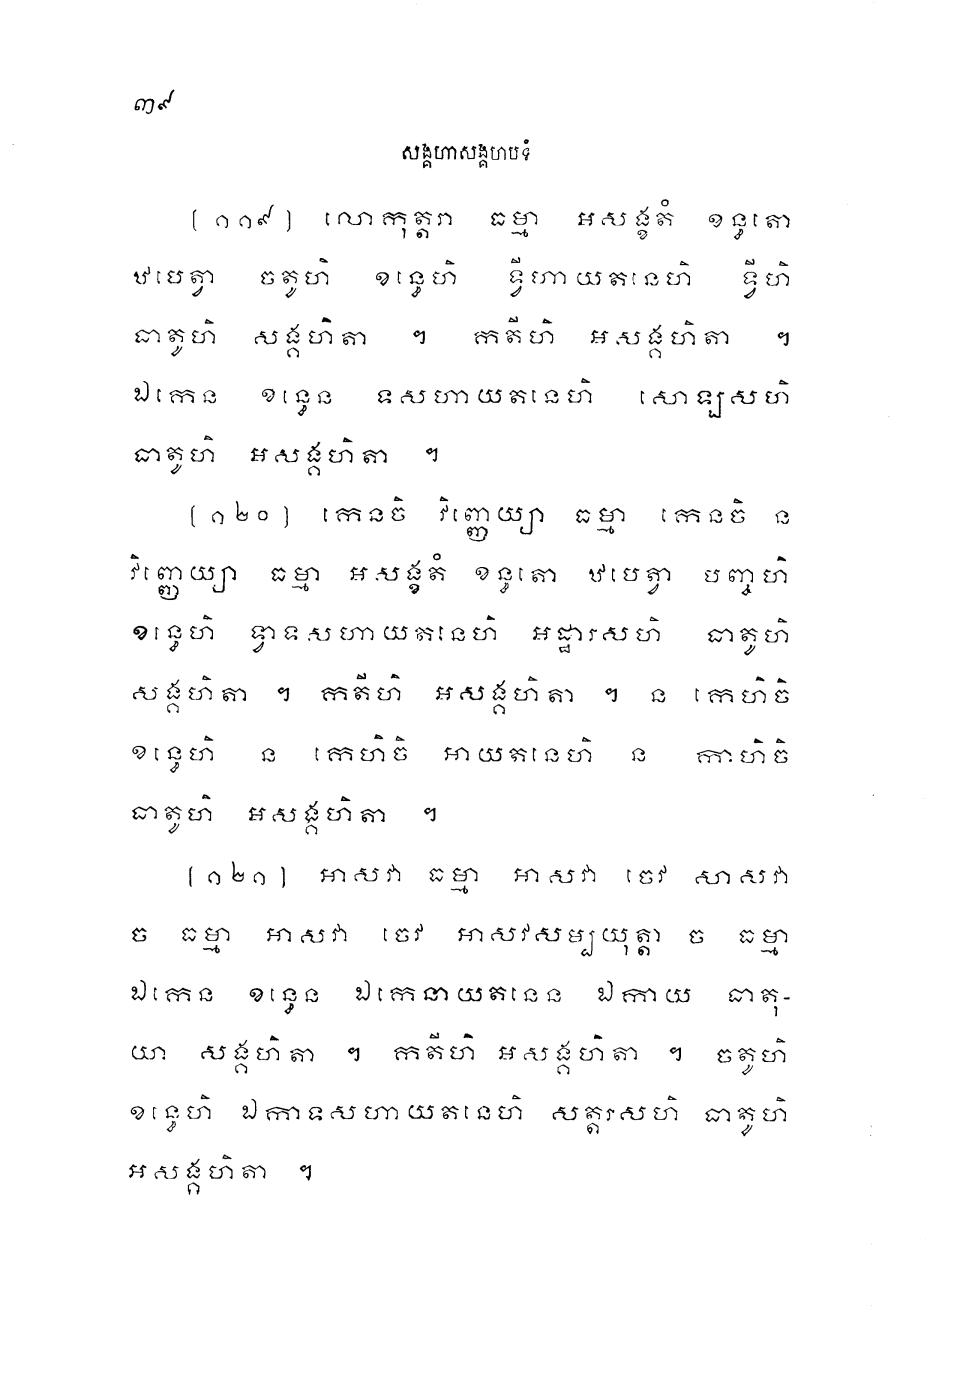 ៣៩
សង្គហាសង្គហបទំ
(១១៩) លោកុត្តរា ធម្មា អសង្ខតំ ខន្ធតោ
ឋបេត្វា ចតូហិ ខន្ធេហិ ទ្វីហាយតនេហិ ទ្វីហិ
ធាតូហិ សង្គហិតា ។ កតីហិ អសង្គហិតា ។
ឯកេន ខន្ធេន ទសហាយតនេហិ សោឡសហិ
ធាតូហិ អសង្គហិតា ។
(១២០) កេនចិ វិញ្ញេយ្យា ធម្មា កេនចិ ន
វិញ្ញេយ្យា ធម្មា អសង្ខតំ ខន្ធតោ ឋបេត្វា បញ្ចហិ
ខន្ធេហិ ទ្វាទសហាយតនេហិ អដ្ឋារសហិ ធាតូហិ
សង្គហិតា ។ កតីហិ អសង្គហិតា ។ ន កេហិចិ
ខន្ធេហិ ន កេហិចិ អាយតនេហិ ន កាហិចិ
ធាតូហិ អសង្គហិតា ។
(១២១) អាសវា ធម្មា អាសវា ចេវ សាសវា
ច ធម្មា អាសវា ចេវ អាសវសម្បយុត្តា ច ធម្មា
ឯកេន ខន្ធេន ឯកេនាយតនេន ឯកាយ ធាតុ-
យា សង្គហិតា ។ កតីហិ អសង្គហិតា ។ ចតូហិ
ខន្ធេហិ ឯកាទសហាយតនេហិ សត្តរសហិ ធាតូហិ
អសង្គហិតា ។